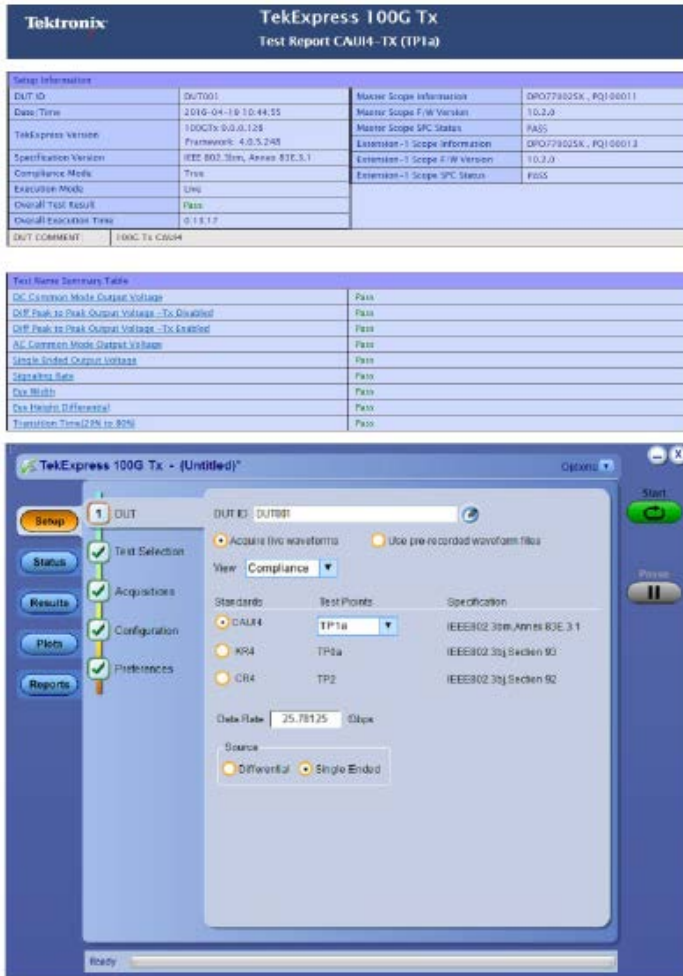 Tektronix
TekExpress 100G Tx
Test Report CAUI4-TX (TP1a)
Setup Information
DUT ID DUT001
Date/Time 2016-04-19 10:44:55
TekExpress Version 100GTx:0.0.0.126
Framework: 4.0.5.248
Specification Version IEEE 802.3bm, Annex 83E.3.1
Compliance Mode True
Execution Mode Live
Overall Test Result Pass
Overall Execution Time
DUT COMMENT: 100G Tx CAUI4
Master Scope Information
Master Scope F/W Version 10.2.0
Master Scope SPC Status PASS
Extension-1 Scope Information
Extension-1 Scope F/W Version 10.2.0
Extension-1 Scope SPC Status PASS
Test Name Summary Table
DC Common Mode Output Voltage Pass
Diff Peak to Peak Output Voltage -Tx Disabled Pass
Diff Peak to Peak Output Voltage -Tx Enabled Pass
AC Common Mode Output Voltage Pass
Single Ended Output Voltage Pass
Signaling Rate Pass
Eye Width Pass
Eye Height Differential Pass
Transition Time(20% to 80%) Pass
TekExpress 100G Tx - (Untitled)*
Options
Setup
Status
Results
Plots
Reports
1 DUT
Test Selection
Acquisitions
Configuration
Preferences
DUT ID DUT001
Acquire live waveforms
Use pre-recorded waveform files
View Compliance
Standards Test Points Specification
CAUI4 TP1a IEEE802.3bm,Annex 83E.3.1
KR4 TP0a IEEE802.3bj,Section 93
CR4 TP2 IEEE802.3bj,Section 92
Data Rate 25.78125 Gbps
Source
Differential Single Ended
Start
Pause
Ready